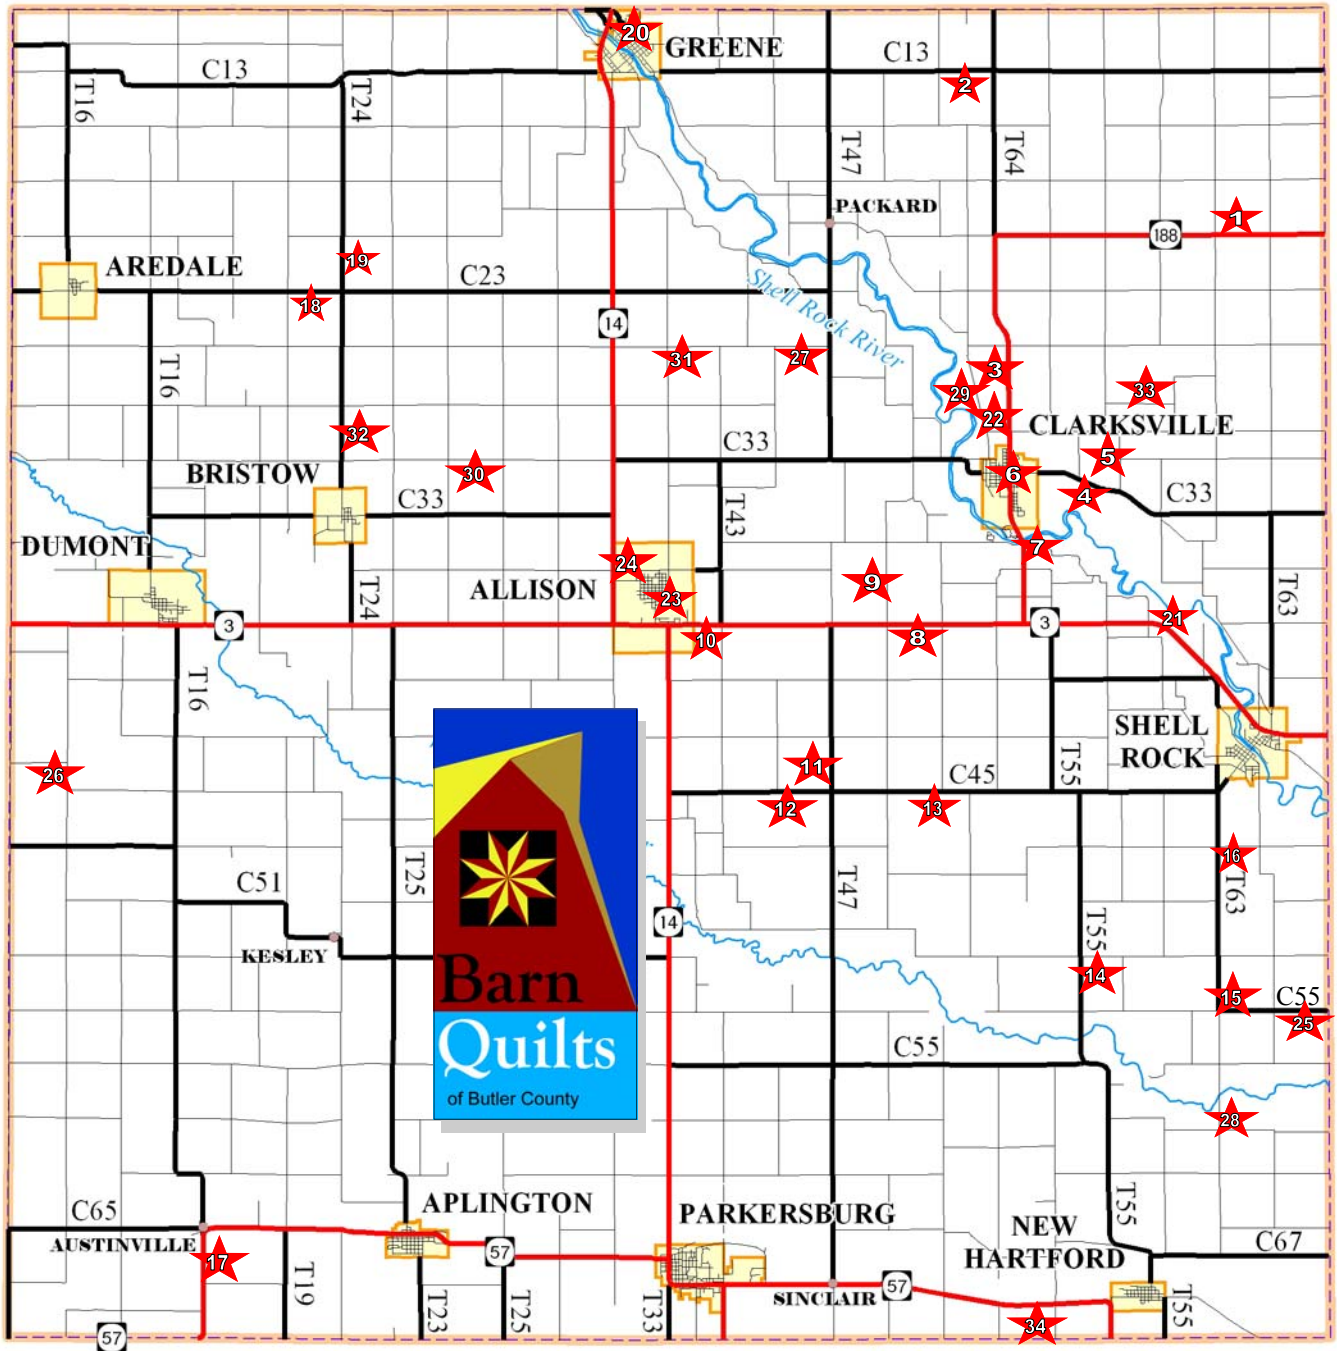 20
GREENE
C13
C13
2
T16
T24
T47
T64
PACKARD
1
188
19
AREDALE
C23
18
Shell Rock River
14
31
27
3
T16
29
33
22
CLARKSVILLE
32
C33
5
BRISTOW
30
6
C33
4
C33
T43
DUMONT
7
24
9
ALLISON
23
T24
T63
3
10
8
3
21
T16
SHELL
ROCK
26
11
T55
C45
12
13
16
T25
T47
T63
C51
14
T55
KESLEY
14
15
C55
25
Barn
Quilts
of Butler County
C55
28
C65
APLINGTON
PARKERSBURG
T55
NEW
HARTFORD
AUSTINVILLE
17
57
C67
T19
57
SINCLAIR
T23
T25
T33
T55
34
57